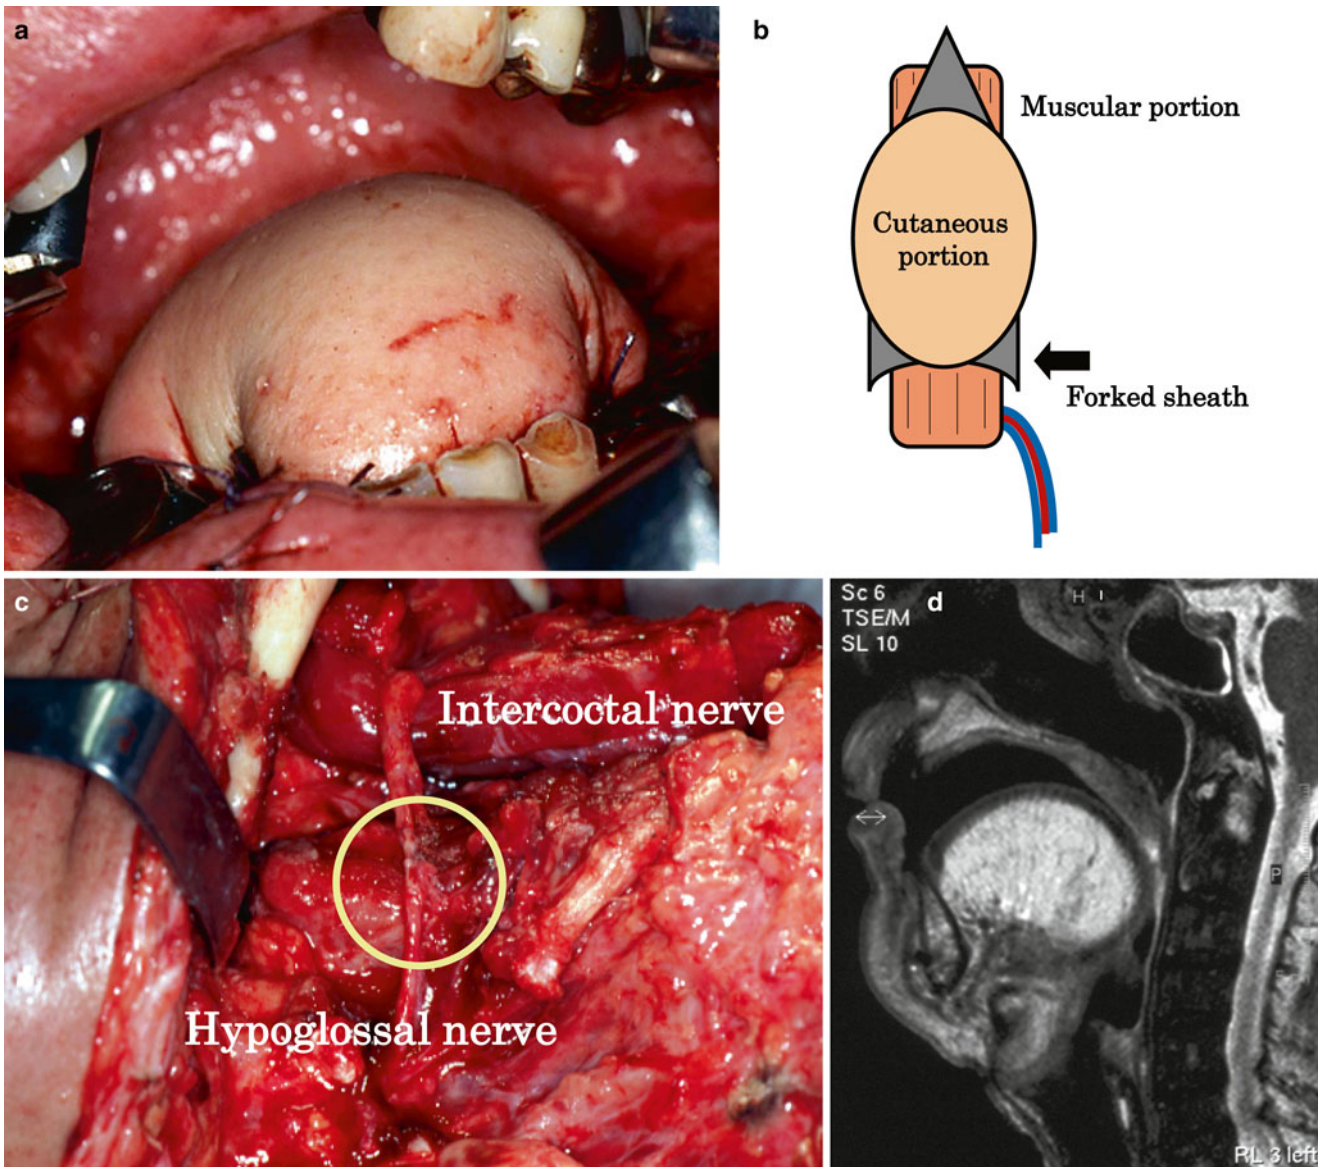 a
b
Muscular portion
Cutaneous
portion
Forked sheath
c
Intercoctal nerve
Hypoglossal nerve
Sc 6
TSE/M
SL 10
d
H
P
RL 3 left